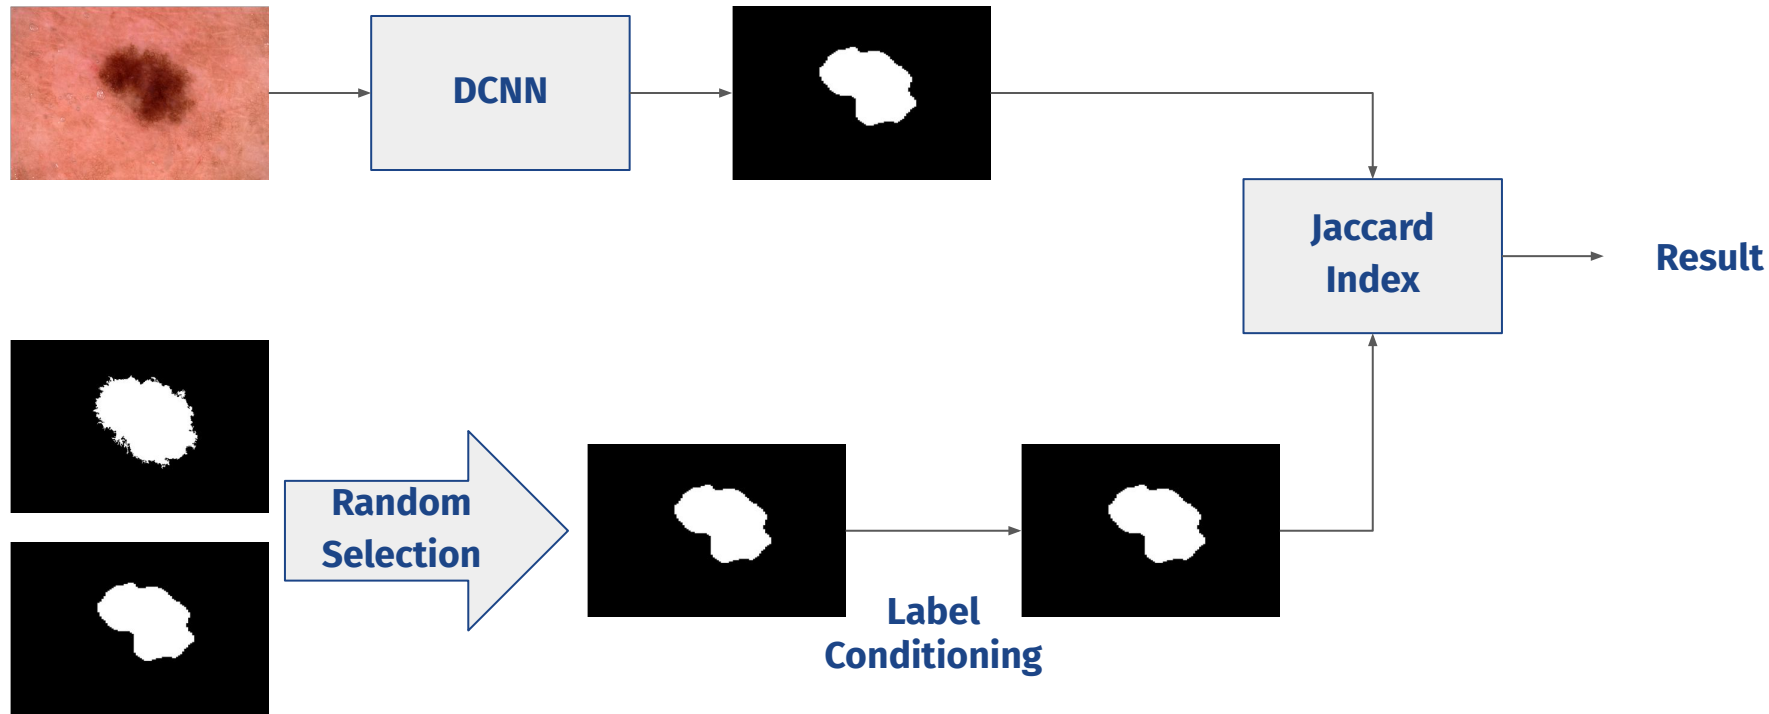 DCNN
Jaccard
Index
Result
Random
Selection
Label
Conditioning